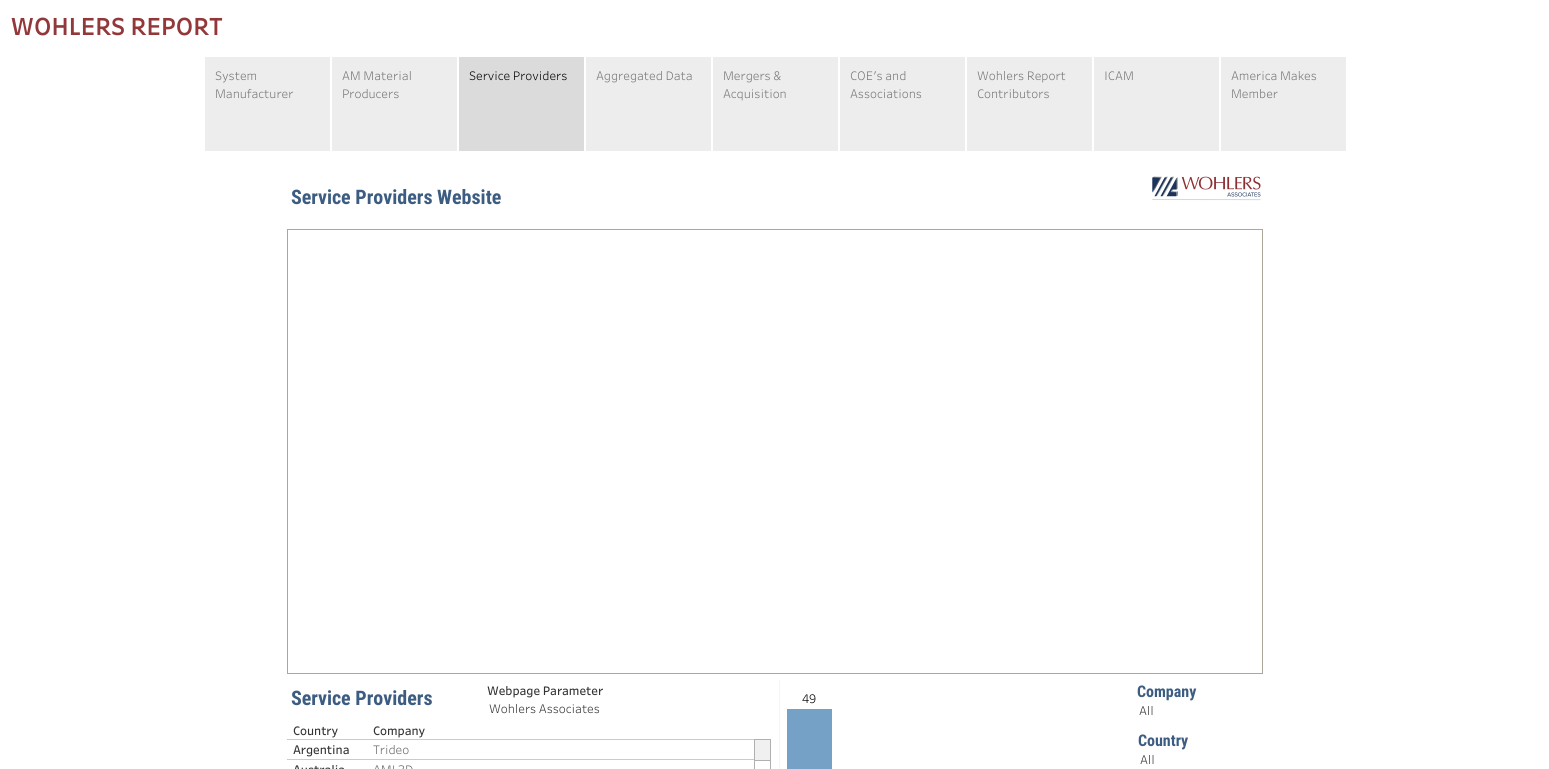 WOHLERS REPORT
System
Manufacturer
AM Material
Producers
Service Providers
Aggregated Data
Mergers &
Acquisition
COE's and
Associations
Wohlers Report
Contributors
ICAM
America Makes
Member
Service Providers Website
WOHLERS
ASSOCIATES
Service Providers
Webpage Parameter
Wohlers Associates
Country Company
Argentina Trideo
Australia AML3D
49
Company
All
Country
All